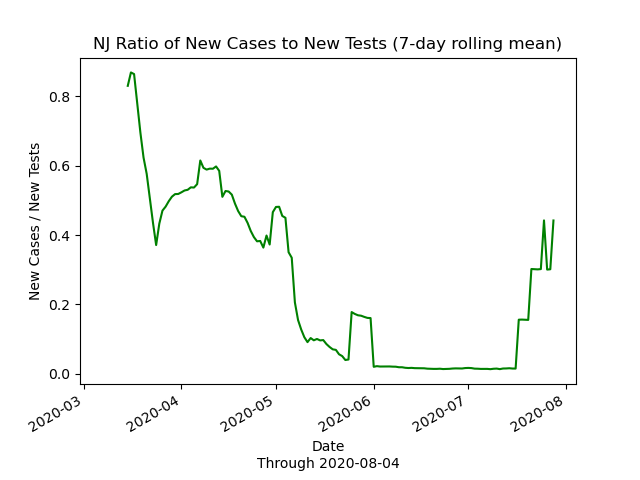 NJ Ratio of New Cases to New Tests (7-day rolling mean)
New Cases / New Tests
0.8
0.6
0.4
0.2
0.0
2020-03
2020-04
2020-05
2020-06
2020-07
2020-08
Date
Through 2020-08-04